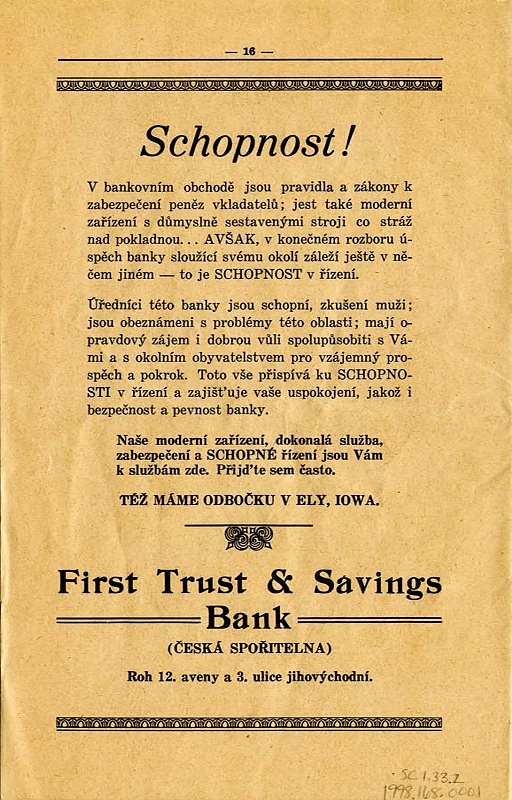 — 16 —
Schopnost!
V bankovním obchodě jsou pravidla a zákony k
zabezpečení peněz vkladatelů; jest také moderní
zařízení s důmyslně sestavenými stroji co stráž
nad pokladnou... AVŠAK, v konečném rozboru ú-
spěch banky sloužící svému okolí záleží ještě v ně-
čem jiném — to je SCHOPNOST v řízení.
Úředníci této banky jsou schopní, zkušení muži;
jsou obeznámeni s problémy této oblasti; mají o-
pravdový zájem i dobrou vůli spolupůsobiti s Vá-
mi a s okolním obyvatelstvem pro vzájemný pro-
spěch a pokrok. Toto vše přispívá ku SCHOPNO-
STI v řízení a zajišt'uje vaše uspokojení, jakož i
bezpečnost a pevnost banky.
Naše moderní zařízení, dokonalá služba,
zabezpečení a SCHOPNÉ řízení jsou Vám
k službám zde. Přijd'te sem často.
TÉŽ MÁME ODBOČKU V ELY, IOWA.
First Trust & Savings
Bank
(ČESKÁ SPOŘITELNA)
Roh 12. aveny a 3. ulice jihovýchodní.
SC1.33.2
1998.168.0001